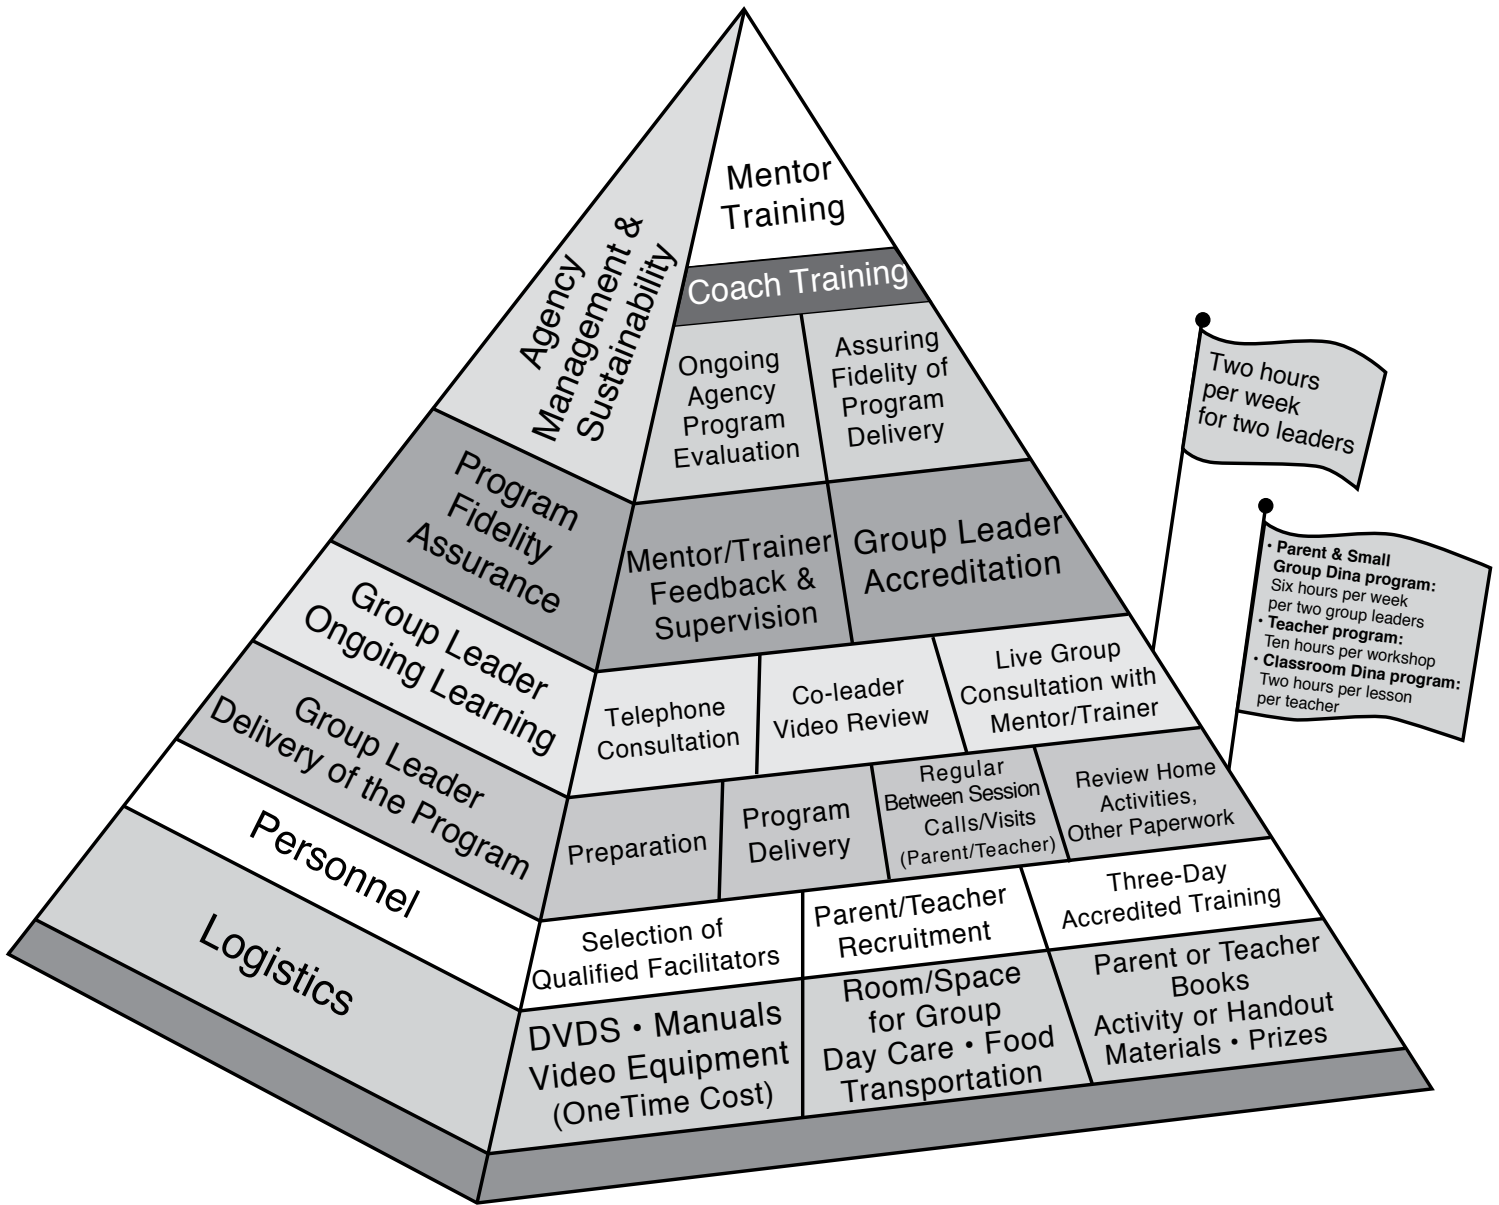 Mentor
Training
Coach Training
Agency
Management &
Sustainability
Ongoing
Agency
Program
Evaluation
Assuring
Fidelity of
Program
Delivery
Program
Fidelity
Assurance
Mentor/Trainer
Feedback &
Supervision
Group Leader
Accreditation
Group Leader
Ongoing Learning
Telephone
Consultation
Co-leader
Video Review
Live Group
Consultation with
Mentor/Trainer
Two hours
per week
for two leaders
Group Leader
Delivery of the Program
Preparation
Program
Delivery
Regular
Between Session
Calls/Visits
(Parent/Teacher)
Review Home
Activities,
Other Paperwork
• Parent & Small
Group Dina program:
Six hours per week
per two group leaders
• Teacher program:
Ten hours per workshop
• Classroom Dina program:
Two hours per lesson
per teacher
Personnel
Selection of
Qualified Facilitators
Parent/Teacher
Recruitment
Three-Day
Accredited Training
Logistics
DVDS • Manuals
Video Equipment
(OneTime Cost)
Room/Space
for Group
Day Care • Food
Transportation
Parent or Teacher
Books
Activity or Handout
Materials • Prizes